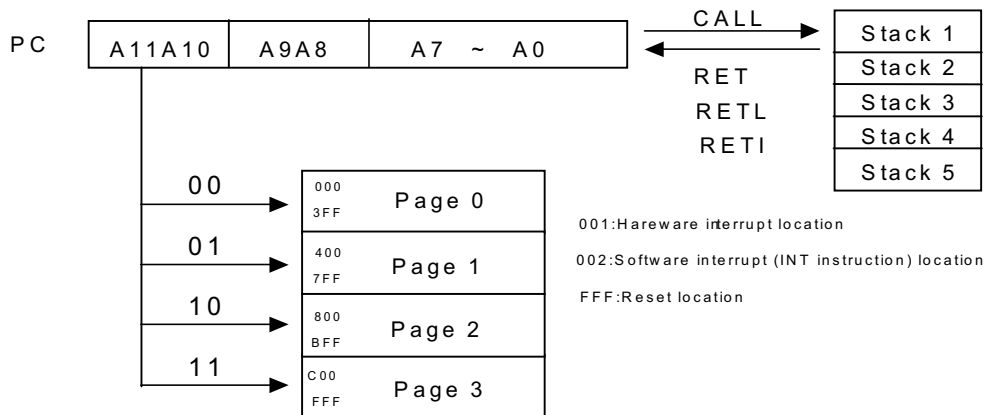 PC
A11A10 A9A8 A7 ~ A0
CALL
RET
RETL
RETI
Stack 1
Stack 2
Stack 3
Stack 4
Stack 5
00
000
3FF
Page 0
01
400
7FF
Page 1
10
800
BFF
Page 2
11
C00
FFF
Page 3
001:Hareware interrupt location
002:Software interrupt (INT instruction) location
FFF:Reset location